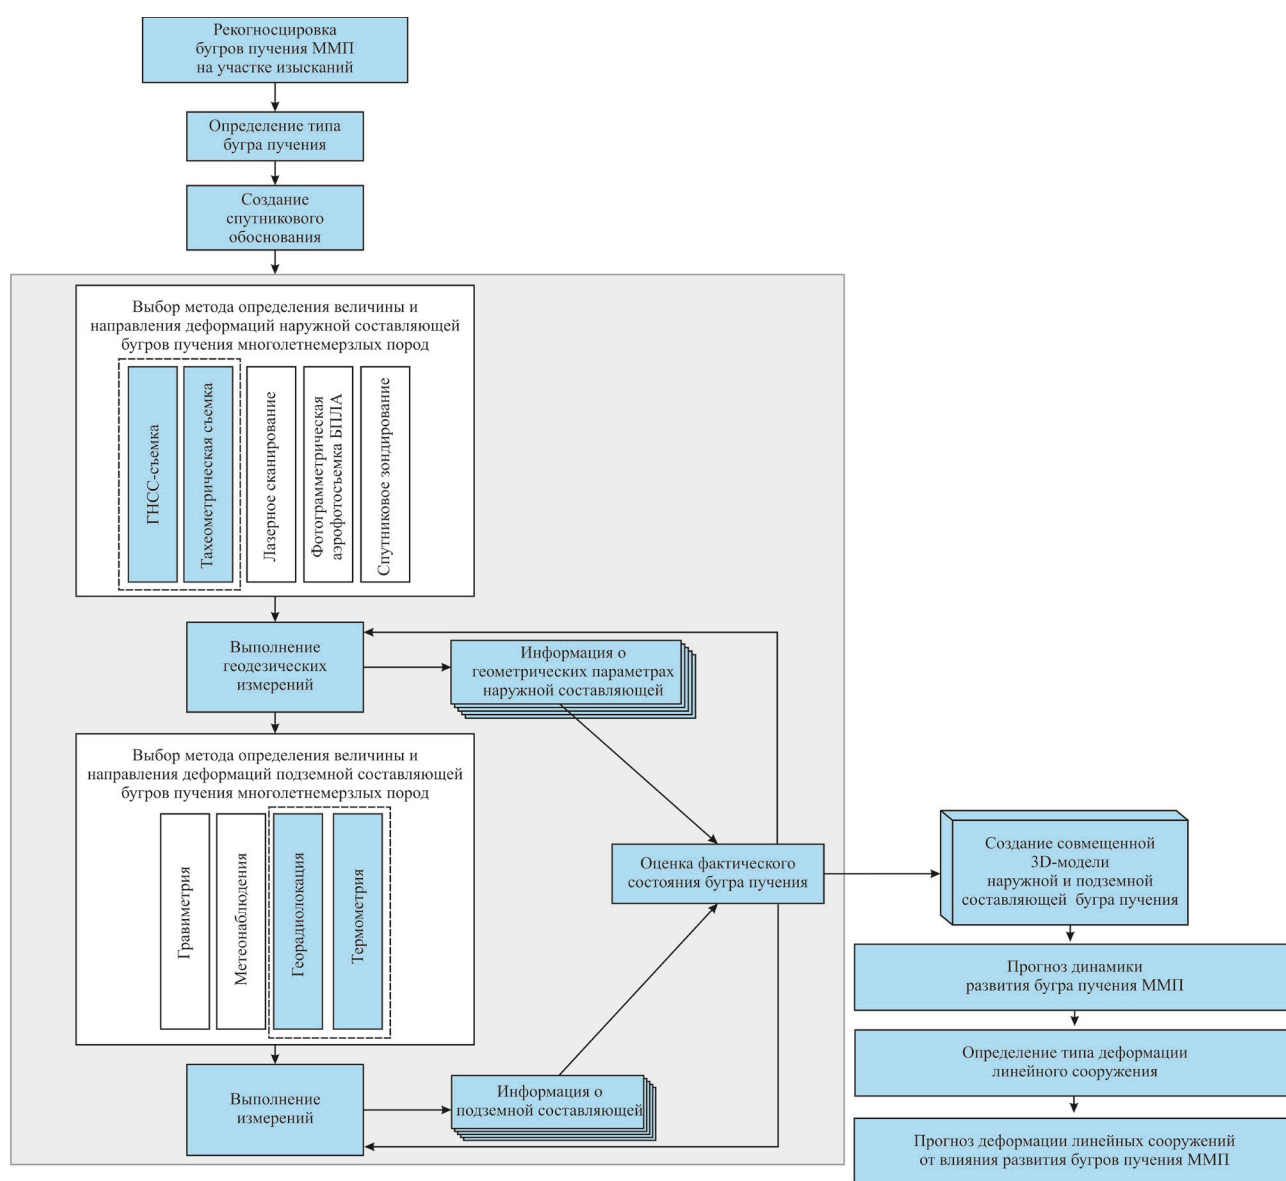 Рекогносцировка
бугров пучения ММП
на участке изысканий
Определение типа
бугра пучения
Создание
спутникового
обоснования
Выбор метода определения величины и
направления деформаций наружной составляющей
бугров пучения многолетнемерзлых пород
ГНСС-съемка
Тахеометрическая съемка
Лазерное сканирование
Фотограмметрическая
аэрофотосъемка БПЛА
Спутниковое зондирование
Выполнение
геодезических
измерений
Информация о
геометрических параметрах
наружной составляющей
Выбор метода определения величины и
направления деформаций подземной составляющей
бугров пучения многолетнемерзлых пород
Гравиметрия
Метеонаблюдения
Георадиолокация
Термометрия
Выполнение
измерений
Информация о
подземной составляющей
Оценка фактического
состояния бугра пучения
Создание совмещенной
3D-модели
наружной и подземной
составляющей бугра пучения
Прогноз динамики
развития бугра пучения ММП
Определение типа деформации
линейного сооружения
Прогноз деформации линейных сооружений
от влияния развития бугров пучения ММП